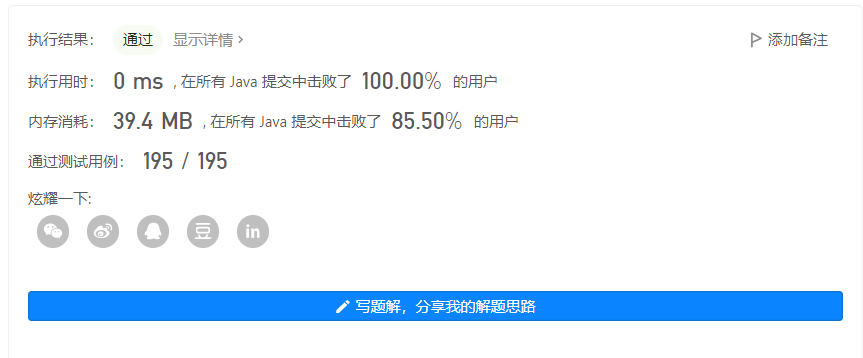 执行结果： 通过 显示详情 > 添加备注
执行用时： 0 ms , 在所有 Java 提交中击败了 100.00% 的用户
内存消耗： 39.4 MB , 在所有 Java 提交中击败了 85.50% 的用户
通过测试用例： 195 / 195
炫耀一下:
豆 in
写题解，分享我的解题思路